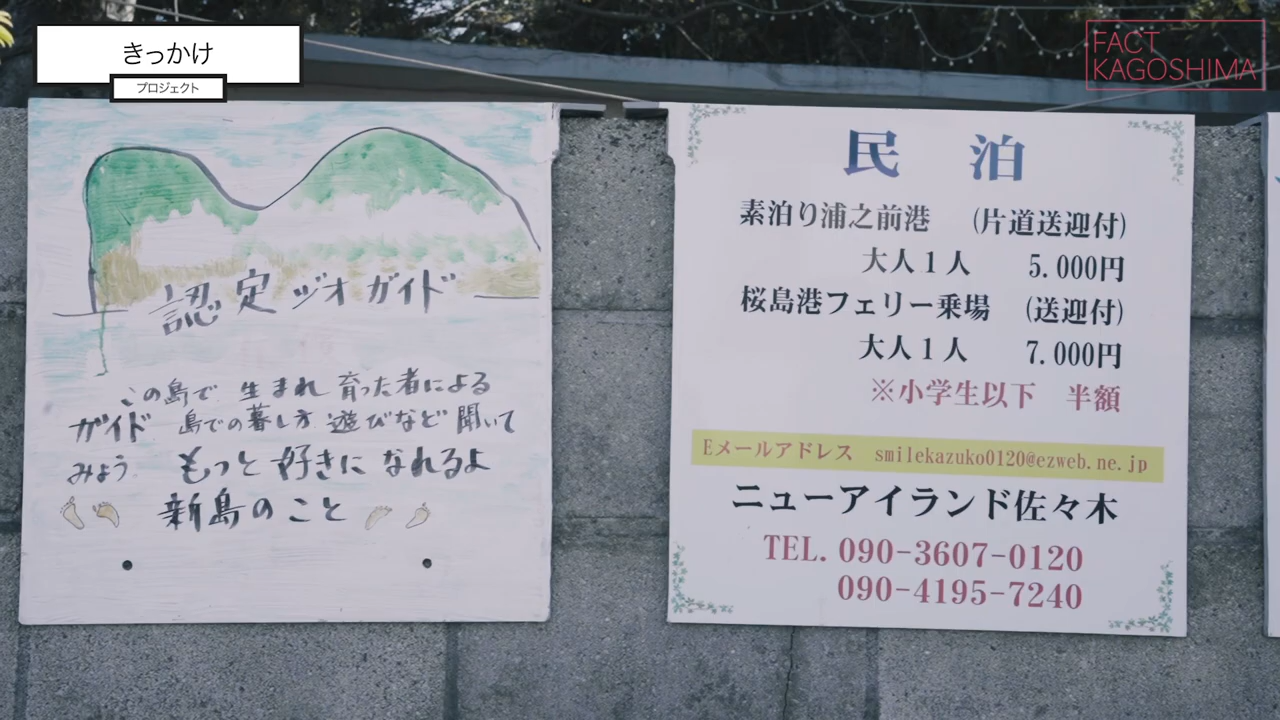 きっかけ
プロジェクト
FACT
KAGOSHIMA
認定ジオガイド
この島で 生まれ 育った者による
ガイド 島での暮し方 遊びなど 聞いて
みよう もっと 好きに なれるよ
新島のこと
民 泊
素泊り浦之前港 (片道送迎付)
大人1人 5.000円
桜島港フェリー乗場 (送迎付)
大人1人 7.000円
※小学生以下 半額
Eメールアドレス smilekazuko0120@ezweb.ne.jp
ニューアイランド佐々木
TEL. 090-3607-0120
090-4195-7240